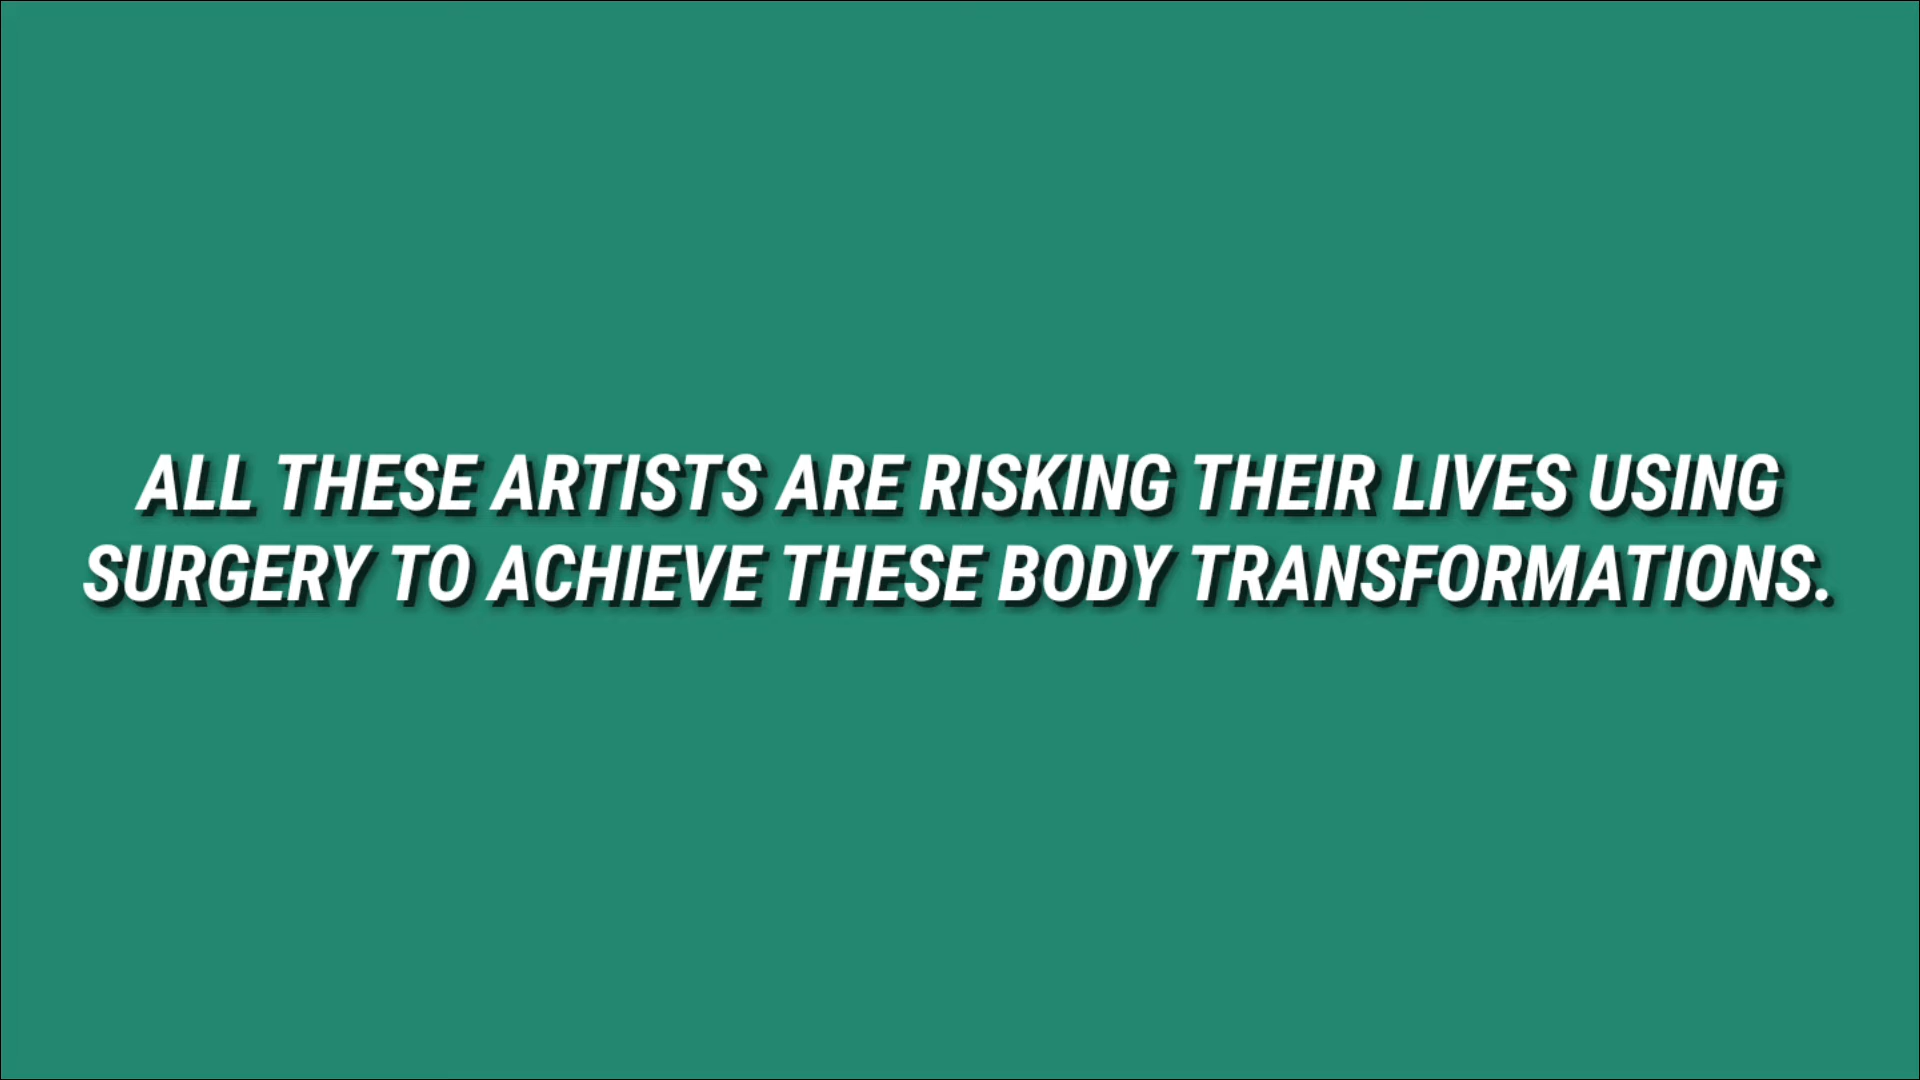 ALL THESE ARTISTS ARE RISKING THEIR LIVES USING
SURGERY TO ACHIEVE THESE BODY TRANSFORMATIONS.